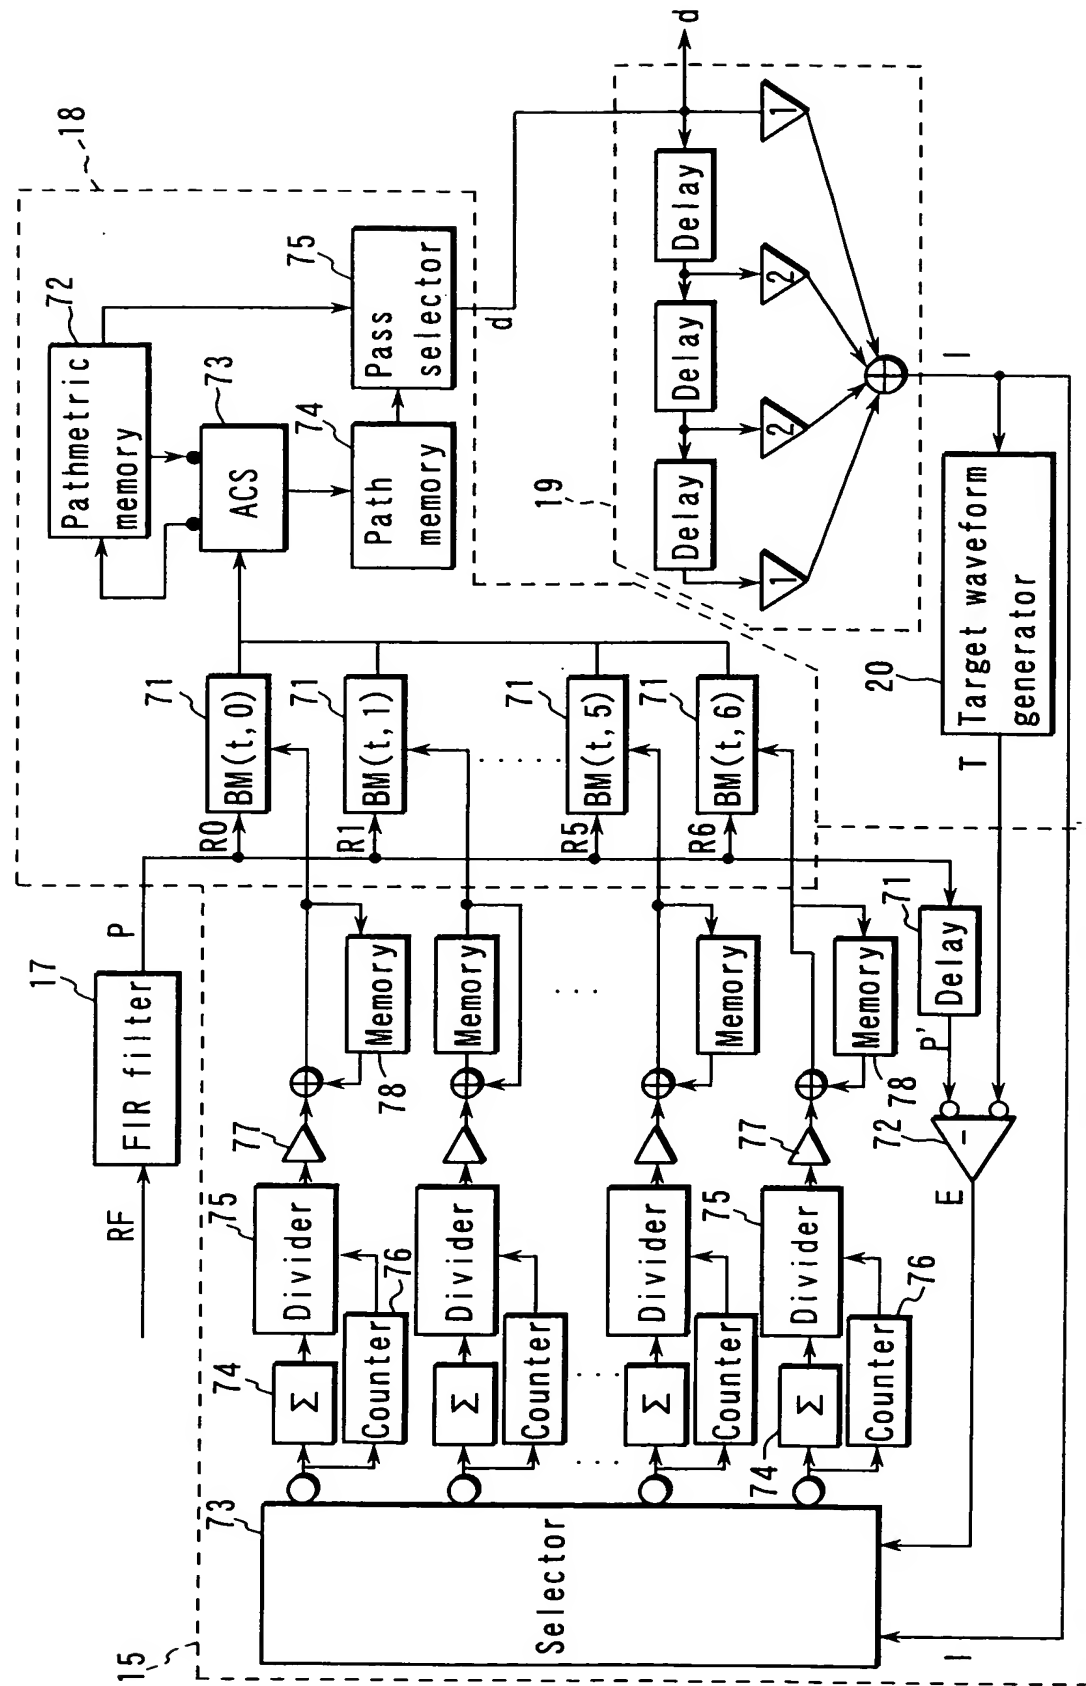 RF
17
FIR filter
P
18
72
Pathmetric
memory
73
ACS
74
Path
memory
75
Pass
selector
d
d
71
BM(t,0)
R0
71
BM(t,1)
R1
71
BM(t,5)
R5
71
BM(t,6)
R6
19
Delay
Delay
Delay
1
2
2
1
I
20
Target waveform
generator
T
15
73
Selector
74
Σ
75
Divider
Counter
76
77
Memory
78
Σ
Divider
Counter
Memory
Σ
Divider
Counter
Memory
74
Σ
75
Divider
Counter
76
77
Memory
78
71
Delay
P'
72
-
E
I